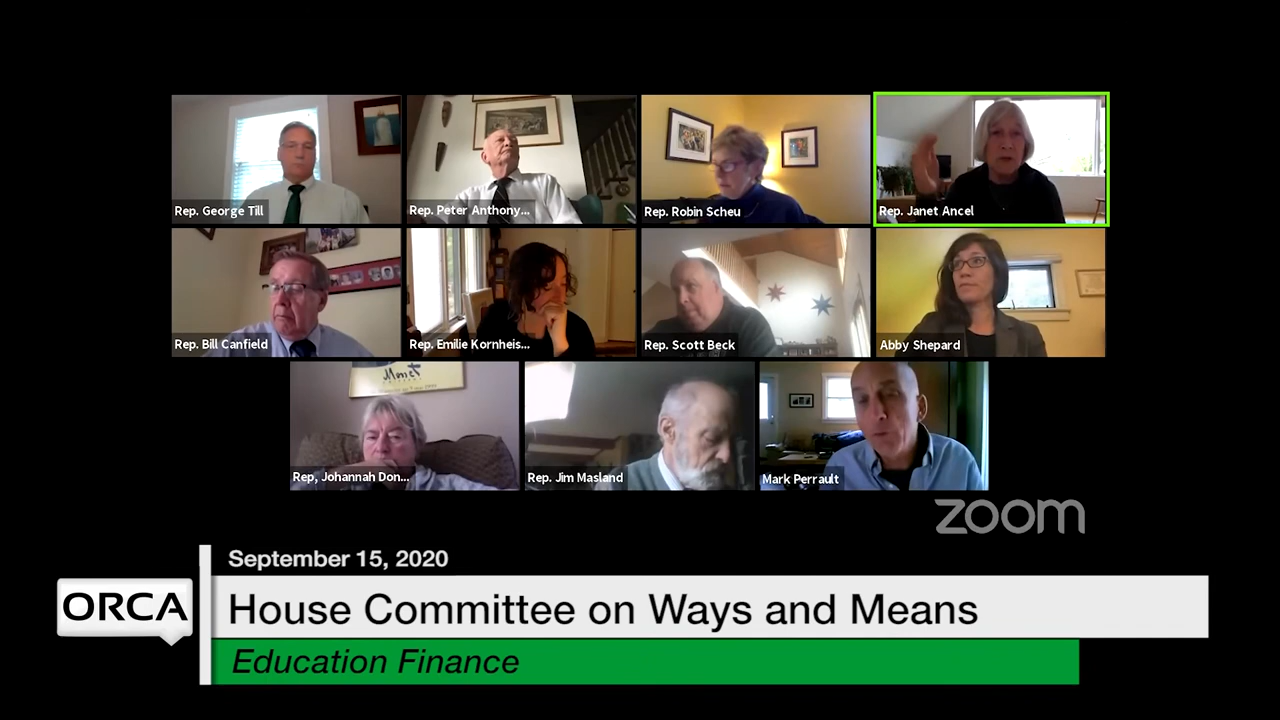 Rep. George Till
Rep. Peter Anthony...
Rep. Robin Scheu
Rep. Janet Ancel
Rep. Bill Canfield
Rep. Emilie Kornheis...
Rep. Scott Beck
Abby Shepard
Monet
Rep, Johannah Don...
Rep. Jim Masland
Mark Perrault
zoom
September 15, 2020
ORCA
House Committee on Ways and Means
Education Finance